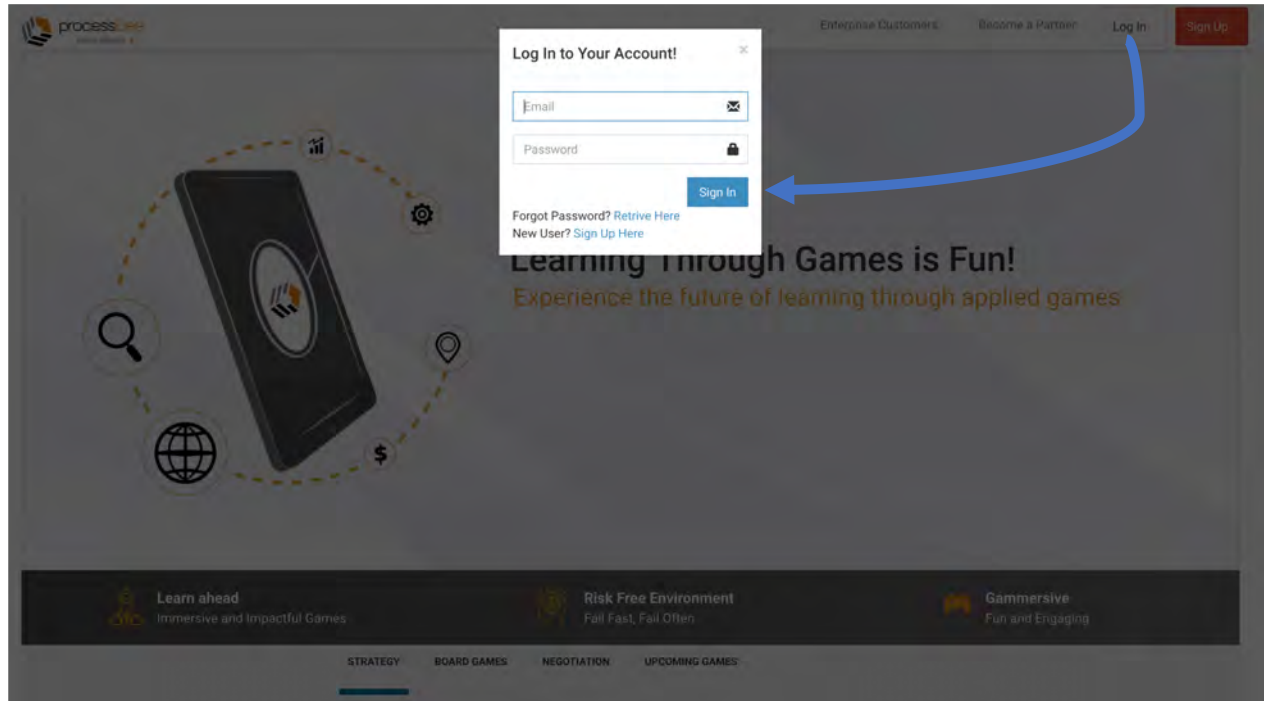 processbee
Enterprise Customers
Become a Partner
Log In
Sign Up
Log In to Your Account!
×
Email
Password
Sign In
Forgot Password? Retrive Here
New User? Sign Up Here
Learning Through Games is Fun!
Experience the future of learning through applied games
$
Learn ahead
Immersive and Impactful Games
Risk Free Environment
Fail Fast, Fail Often
Gammersive
Fun and Engaging
STRATEGY BOARD GAMES NEGOTIATION UPCOMING GAMES